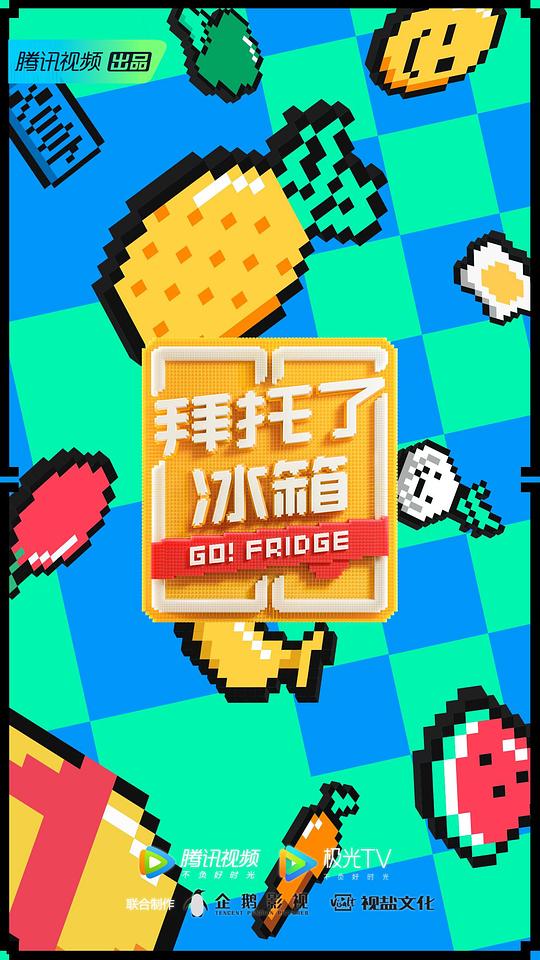 腾讯视频 出品
拜托了
冰箱
GO! FRIDGE
腾讯视频 极光TV
不负好时光 不负好时光
联合制作 企鹅影视 视盐文化
TENCENT PENGUIN PICTURES